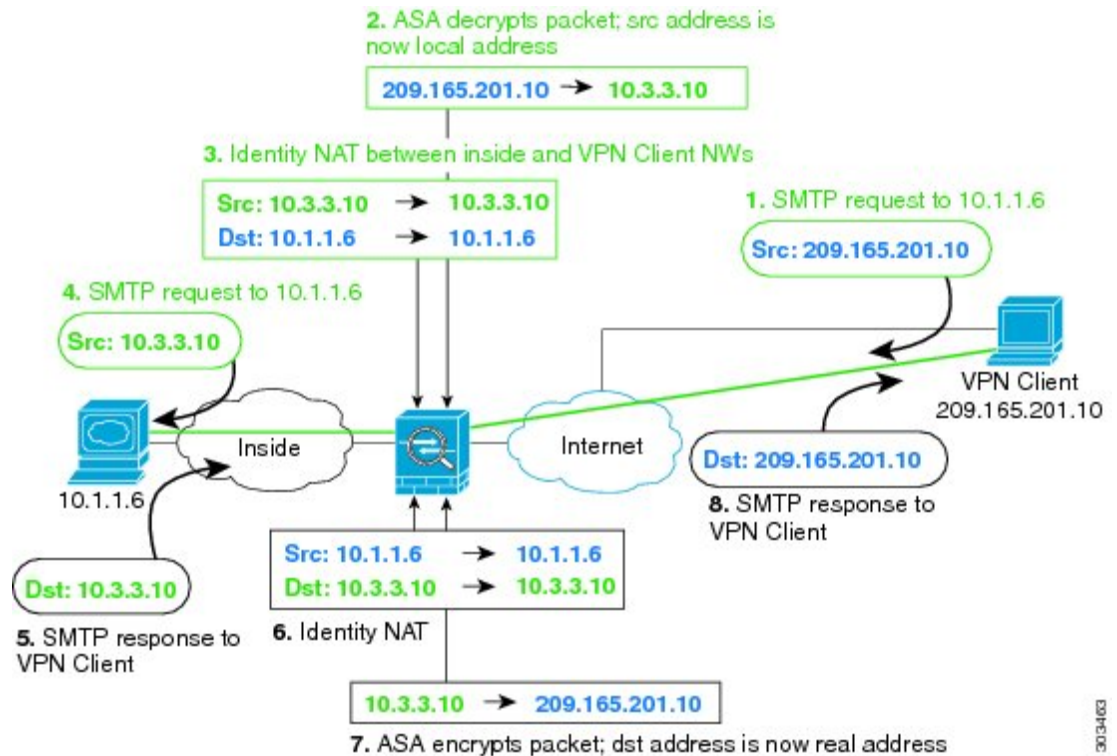 2. ASA decrypts packet; src address is
now local address
209.165.201.10 → 10.3.3.10
3. Identity NAT between inside and VPN Client NWs
Src: 10.3.3.10 → 10.3.3.10
Dst: 10.1.1.6 → 10.1.1.6
1. SMTP request to 10.1.1.6
Src: 209.165.201.10
4. SMTP request to 10.1.1.6
Src: 10.3.3.10
VPN Client
209.165.201.10
Inside
Internet
10.1.1.6
Dst: 209.165.201.10
8. SMTP response to
VPN Client
Src: 10.1.1.6 → 10.1.1.6
Dst: 10.3.3.10 → 10.3.3.10
Dst: 10.3.3.10
5. SMTP response to
VPN Client
6. Identity NAT
10.3.3.10 → 209.165.201.10
7. ASA encrypts packet; dst address is now real address
303463